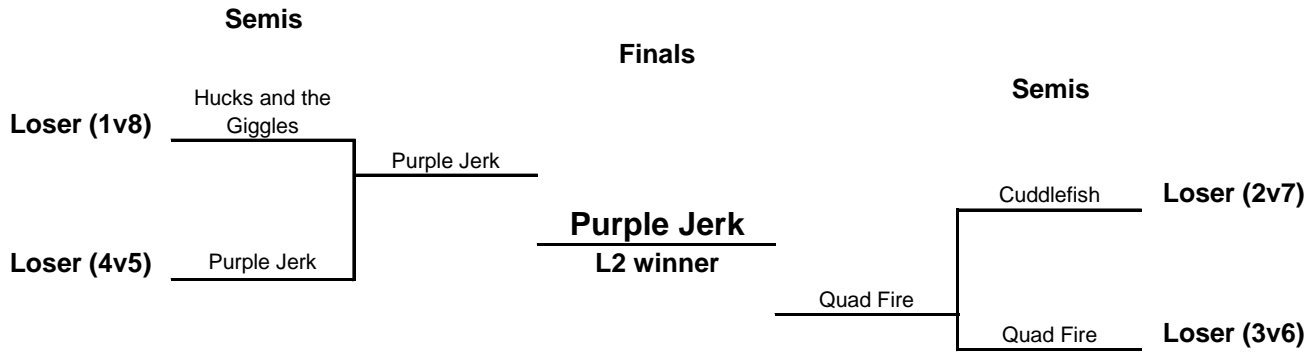 Semis
Finals
Semis
Hucks and the
Giggles
Loser (1v8)
Purple Jerk
Cuddlefish
Loser (2v7)
Purple Jerk
L2 winner
Loser (4v5)
Purple Jerk
Quad Fire
Quad Fire
Loser (3v6)